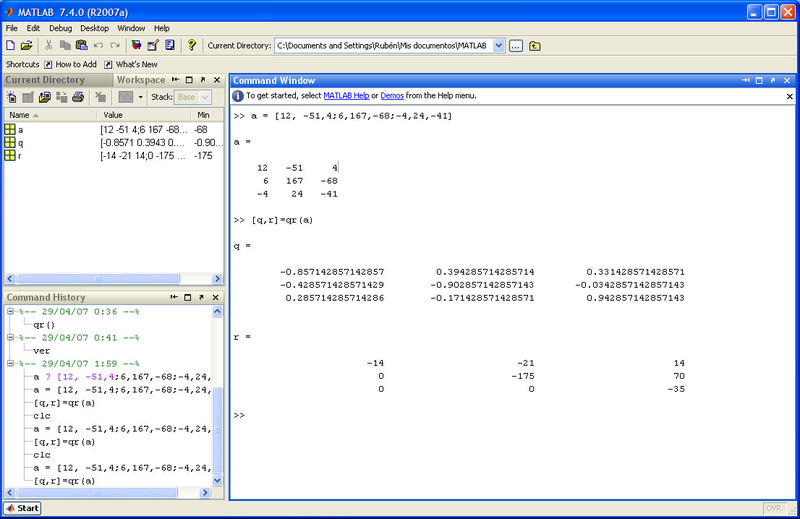 MATLAB 7.4.0 (R2007a)
File Edit Debug Desktop Window Help
Current Directory: C:\Documents and Settings\Rubén\Mis documentos\MATLAB ...
Shortcuts How to Add What's New
Current Directory Workspace
Stack: Base
Name Value Min
a [12 -51 4;6 167 -68... -68
q [-0.8571 0.3943 0.... -0.90...
r [-14 -21 14;0 -175 ... -175
Command History
%-- 29/04/07 0:36 --%
qr()
%-- 29/04/07 0:41 --%
ver
%-- 29/04/07 1:59 --%
a ? [12, -51,4;6,167,-68;-4,24,
a = [12, -51,4;6,167,-68;-4,24,
[q,r]=qr(a)
clc
a = [12, -51,4;6,167,-68;-4,24,
[q,r]=qr(a)
clc
a = [12, -51,4;6,167,-68;-4,24,
[q,r]=qr(a)
Command Window
To get started, select MATLAB Help or Demos from the Help menu.
>> a = [12, -51,4;6,167,-68;-4,24,-41]
a =
12 -51 4
6 167 -68
-4 24 -41
>> [q,r]=qr(a)
q =
-0.857142857142857 0.394285714285714 0.331428571428571
-0.428571428571429 -0.902857142857143 -0.0342857142857143
0.285714285714286 -0.171428571428571 0.942857142857143
r =
-14 -21 14
0 -175 70
0 0 -35
>>
Start
OVR